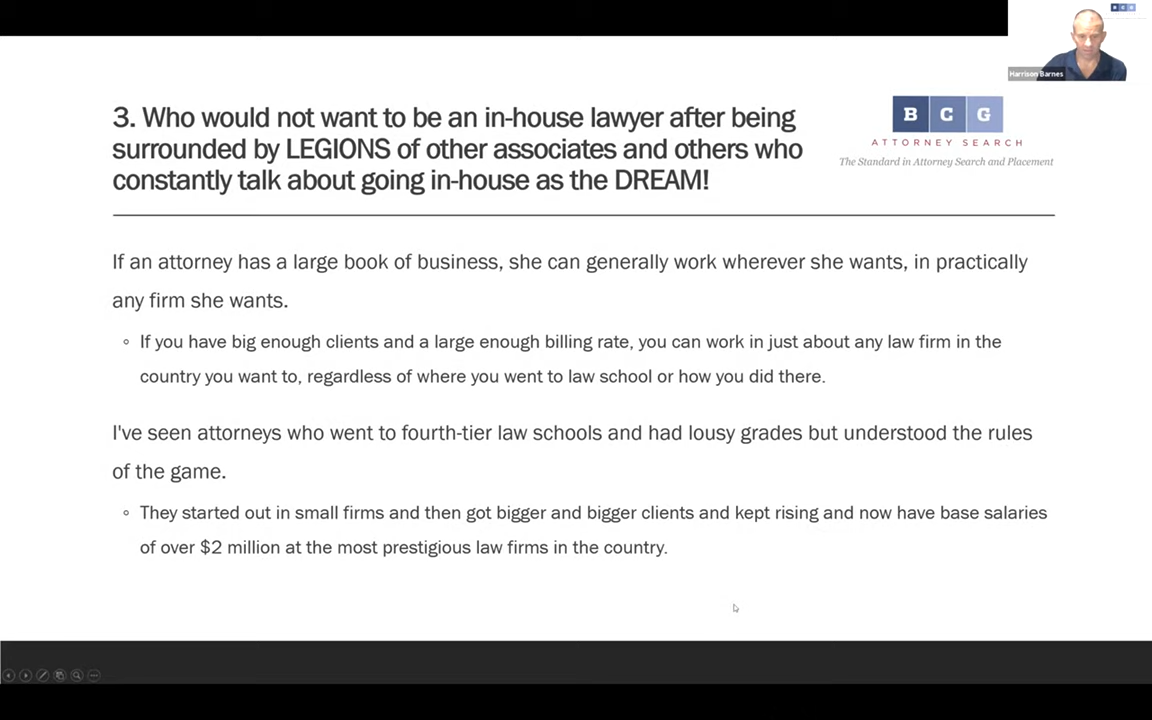 B C G
Harrison Barnes
3. Who would not want to be an in-house lawyer after being
surrounded by LEGIONS of other associates and others who
constantly talk about going in-house as the DREAM!
B C G
ATTORNEY SEARCH
The Standard in Attorney Search and Placement
If an attorney has a large book of business, she can generally work wherever she wants, in practically
any firm she wants.
◦ If you have big enough clients and a large enough billing rate, you can work in just about any law firm in the
country you want to, regardless of where you went to law school or how you did there.
I've seen attorneys who went to fourth-tier law schools and had lousy grades but understood the rules
of the game.
◦ They started out in small firms and then got bigger and bigger clients and kept rising and now have base salaries
of over $2 million at the most prestigious law firms in the country.